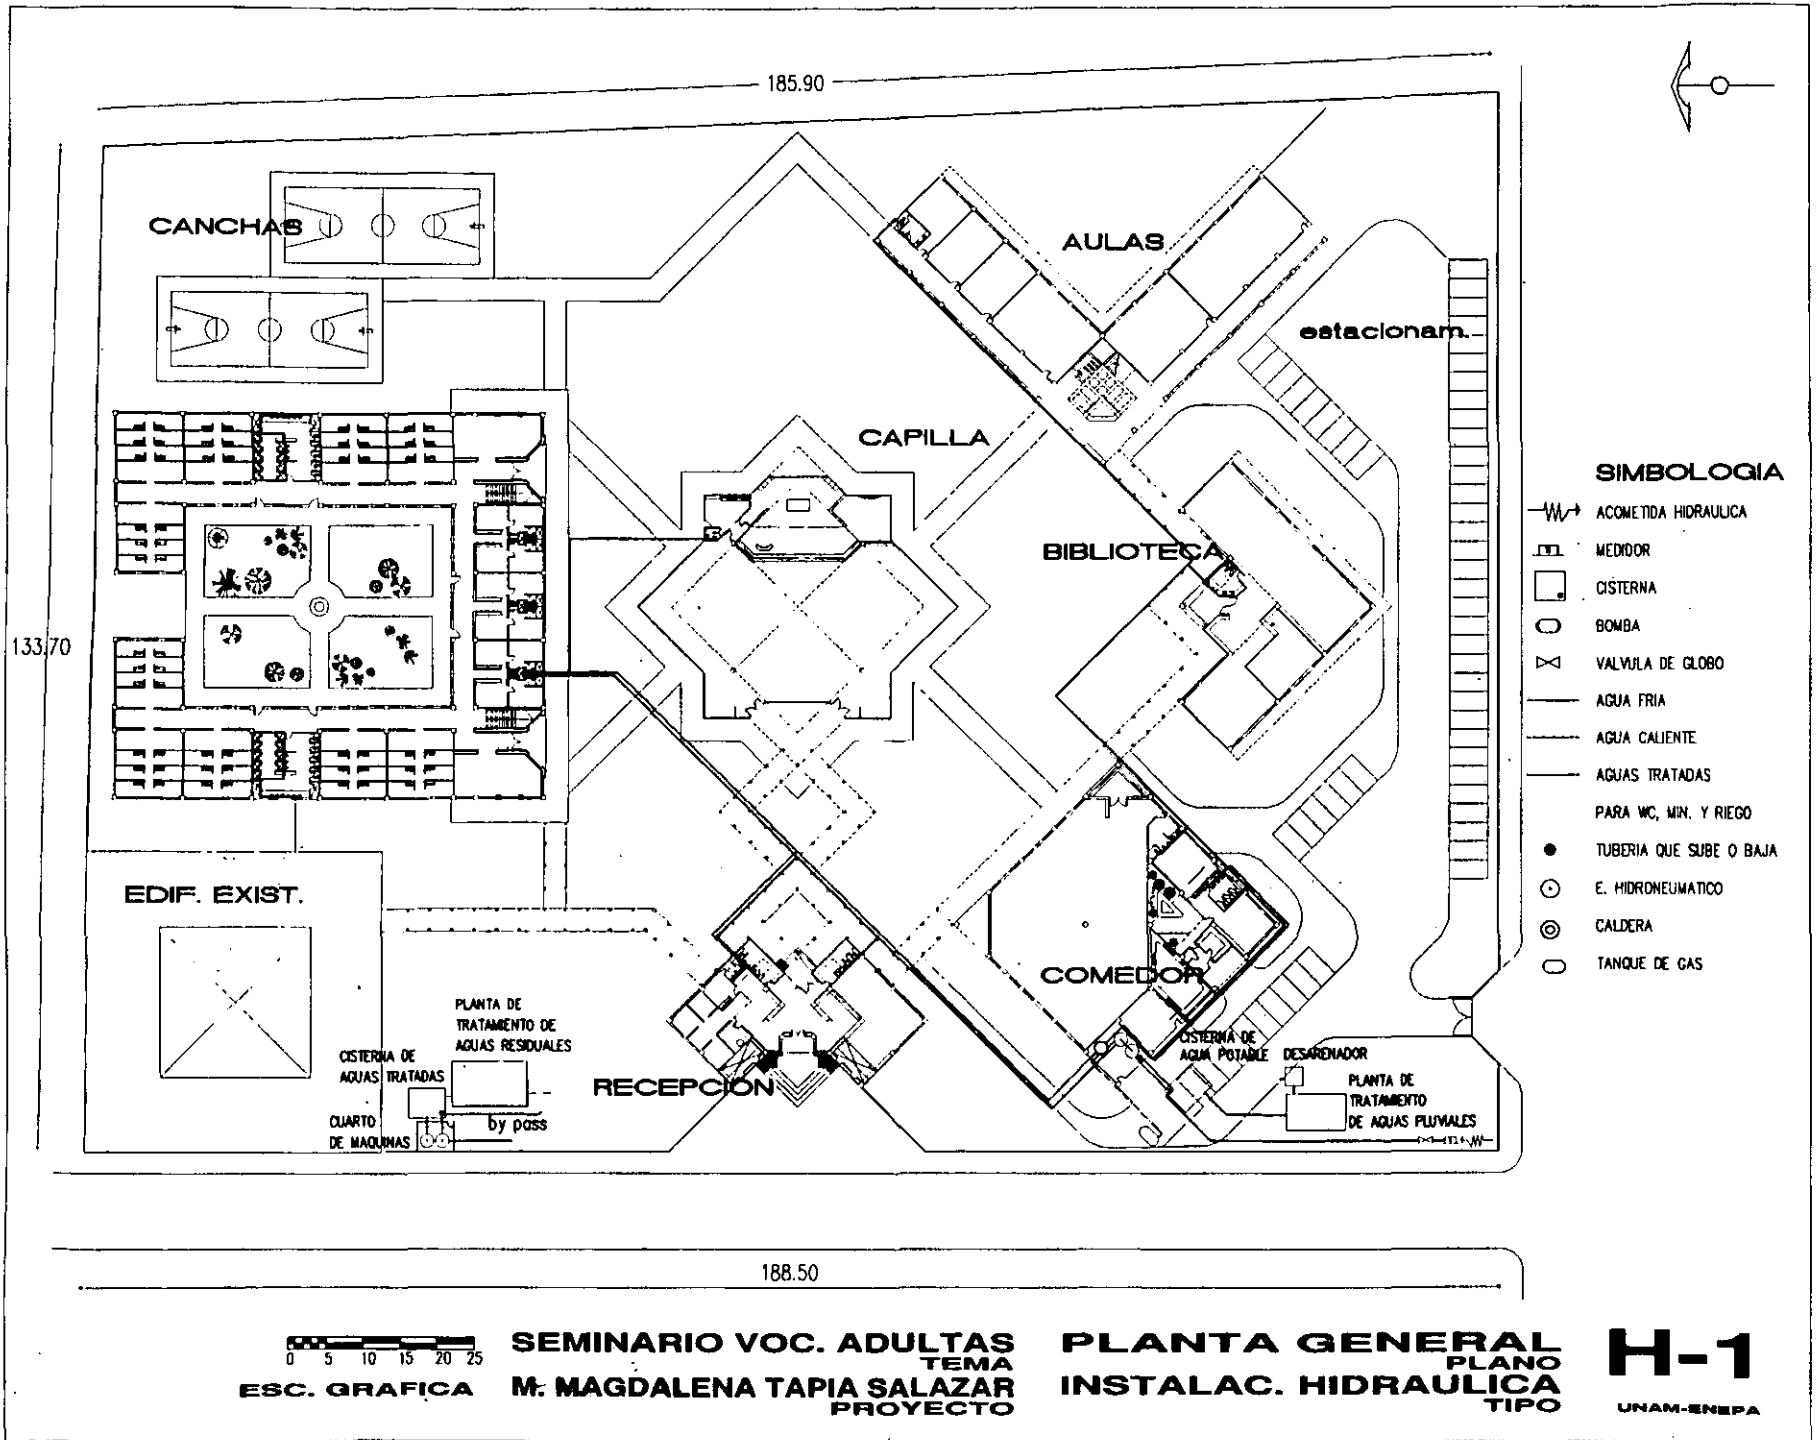 185.90
CANCHAS
AULAS
estacionam.
CAPILLA
BIBLIOTECA
133.70
SIMBOLOGIA
ACOMETIDA HIDRAULICA
MEDIDOR
CISTERNA
BOMBA
VALVULA DE GLOBO
AGUA FRIA
AGUA CALIENTE
AGUAS TRATADAS
PARA WC, MIN. Y RIEGO
TUBERIA QUE SUBE O BAJA
E. HIDRONEUMATICO
CALDERA
TANQUE DE GAS
EDIF. EXIST.
COMEDOR
PLANTA DE
TRATAMIENTO DE
AGUAS RESIDUALES
CISTERNA DE
AGUAS TRATADAS
CUARTO
DE MAQUINAS
by pass
RECEPCION
CISTERNA DE
AGUA POTABLE
DESARENADOR
PLANTA DE
TRATAMIENTO
DE AGUAS PLUVIALES
188.50
0 5 10 15 20 25
ESC. GRAFICA
SEMINARIO VOC. ADULTAS
TEMA
M. MAGDALENA TAPIA SALAZAR
PROYECTO
PLANTA GENERAL
PLANO
INSTALAC. HIDRAULICA
TIPO
H-1
UNAM-ENEPA